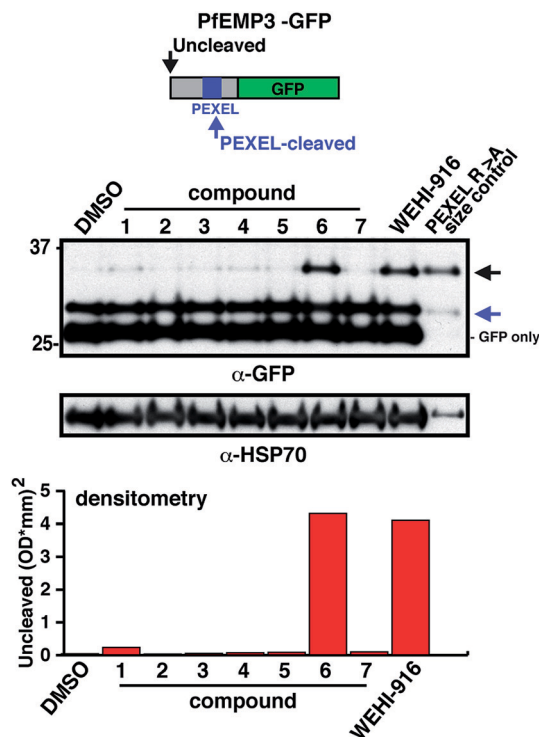 PfEMP3 -GFP
Uncleaved
GFP
PEXEL
PEXEL-cleaved
DMSO
compound
WEHI-916
PEXEL R >A
size control
1 2 3 4 5 6 7
37
25-
- GFP only
α-GFP
α-HSP70
densitometry
Uncleaved (OD*mm)²
5
4
3
2
1
0
DMSO
1 2 3 4 5 6 7
compound
WEHI-916